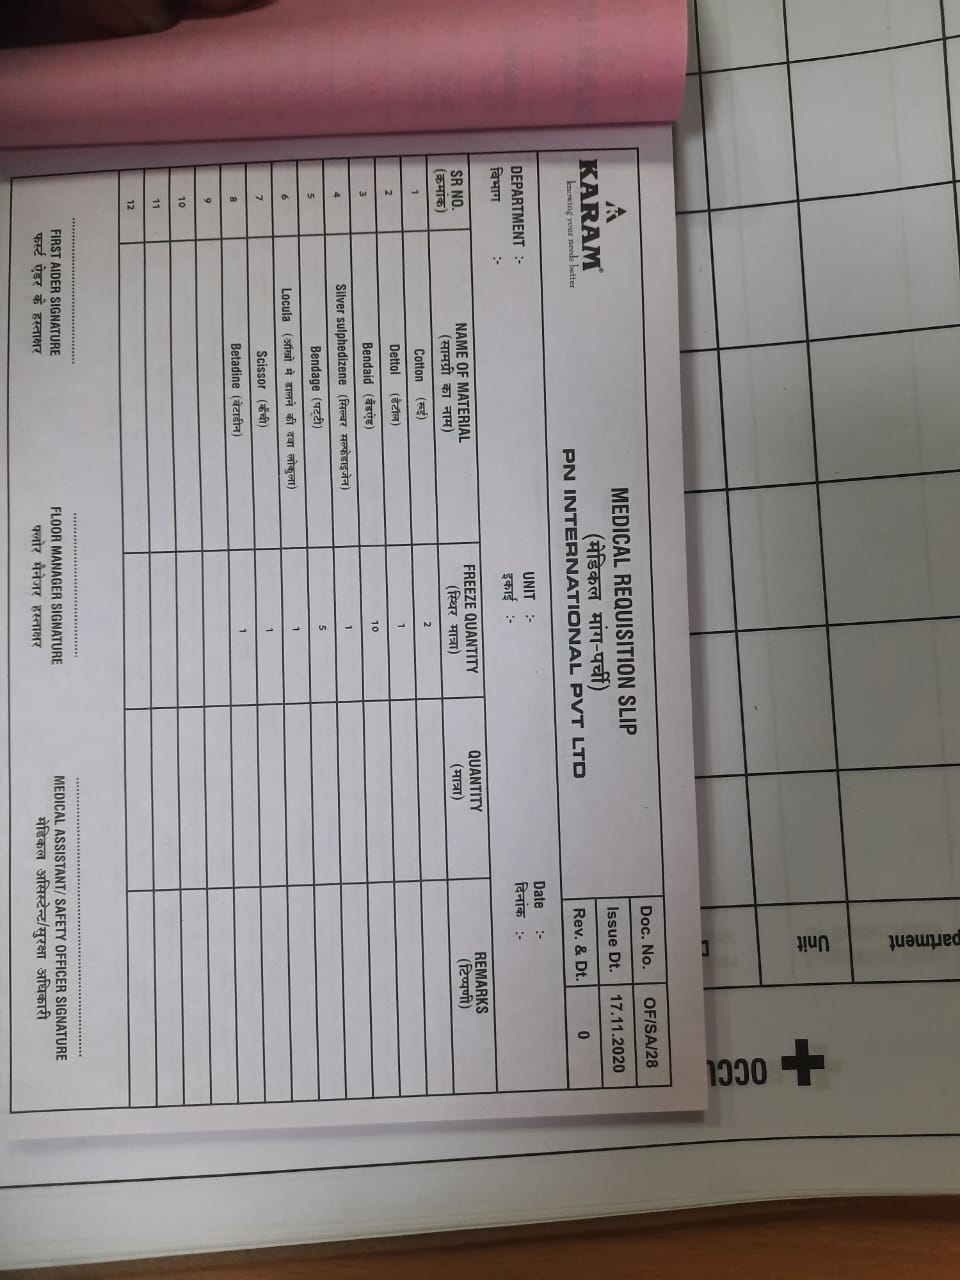 partment
Unit
OCCU
KARAM®
knowing your needs better
MEDICAL REQUISITION SLIP
(मेडिकल मांग-पर्ची)
PN INTERNATIONAL PVT LTD
Doc. No. OF/SA/28
Issue Dt. 17.11.2020
Rev. & Dt. 0
DEPARTMENT :- UNIT :- Date :-
विभाग :- इकाई :- दिनांक :-
SR NO. NAME OF MATERIAL FREEZE QUANTITY QUANTITY REMARKS
(क्रमांक) (सामग्री का नाम) (स्थिर मात्रा) (मात्रा) (टिप्पणी)
1 Cotton (रूई) 2
2 Dettol (डैटॉल) 1
3 Bendaid (बैंडऐड) 10
4 Silver sulphedizene (सिल्वर सल्फेडाइजेन) 1
5 Bendage (पट्टी) 5
6 Locula (आँखो मे डालने की दवा लोकुला) 1
7 Scissor (कैंची) 1
8 Betadine (बेटाडीन) 1
9
10
11
12
FIRST AIDER SIGNATURE FLOOR MANAGER SIGNATURE MEDICAL ASSISTANT/ SAFETY OFFICER SIGNATURE
फर्स्ट ऐडर के हस्ताक्षर फ्लोर मैनेजर हस्ताक्षर मेडिकल असिस्टेन्ट/सुरक्षा अधिकारी